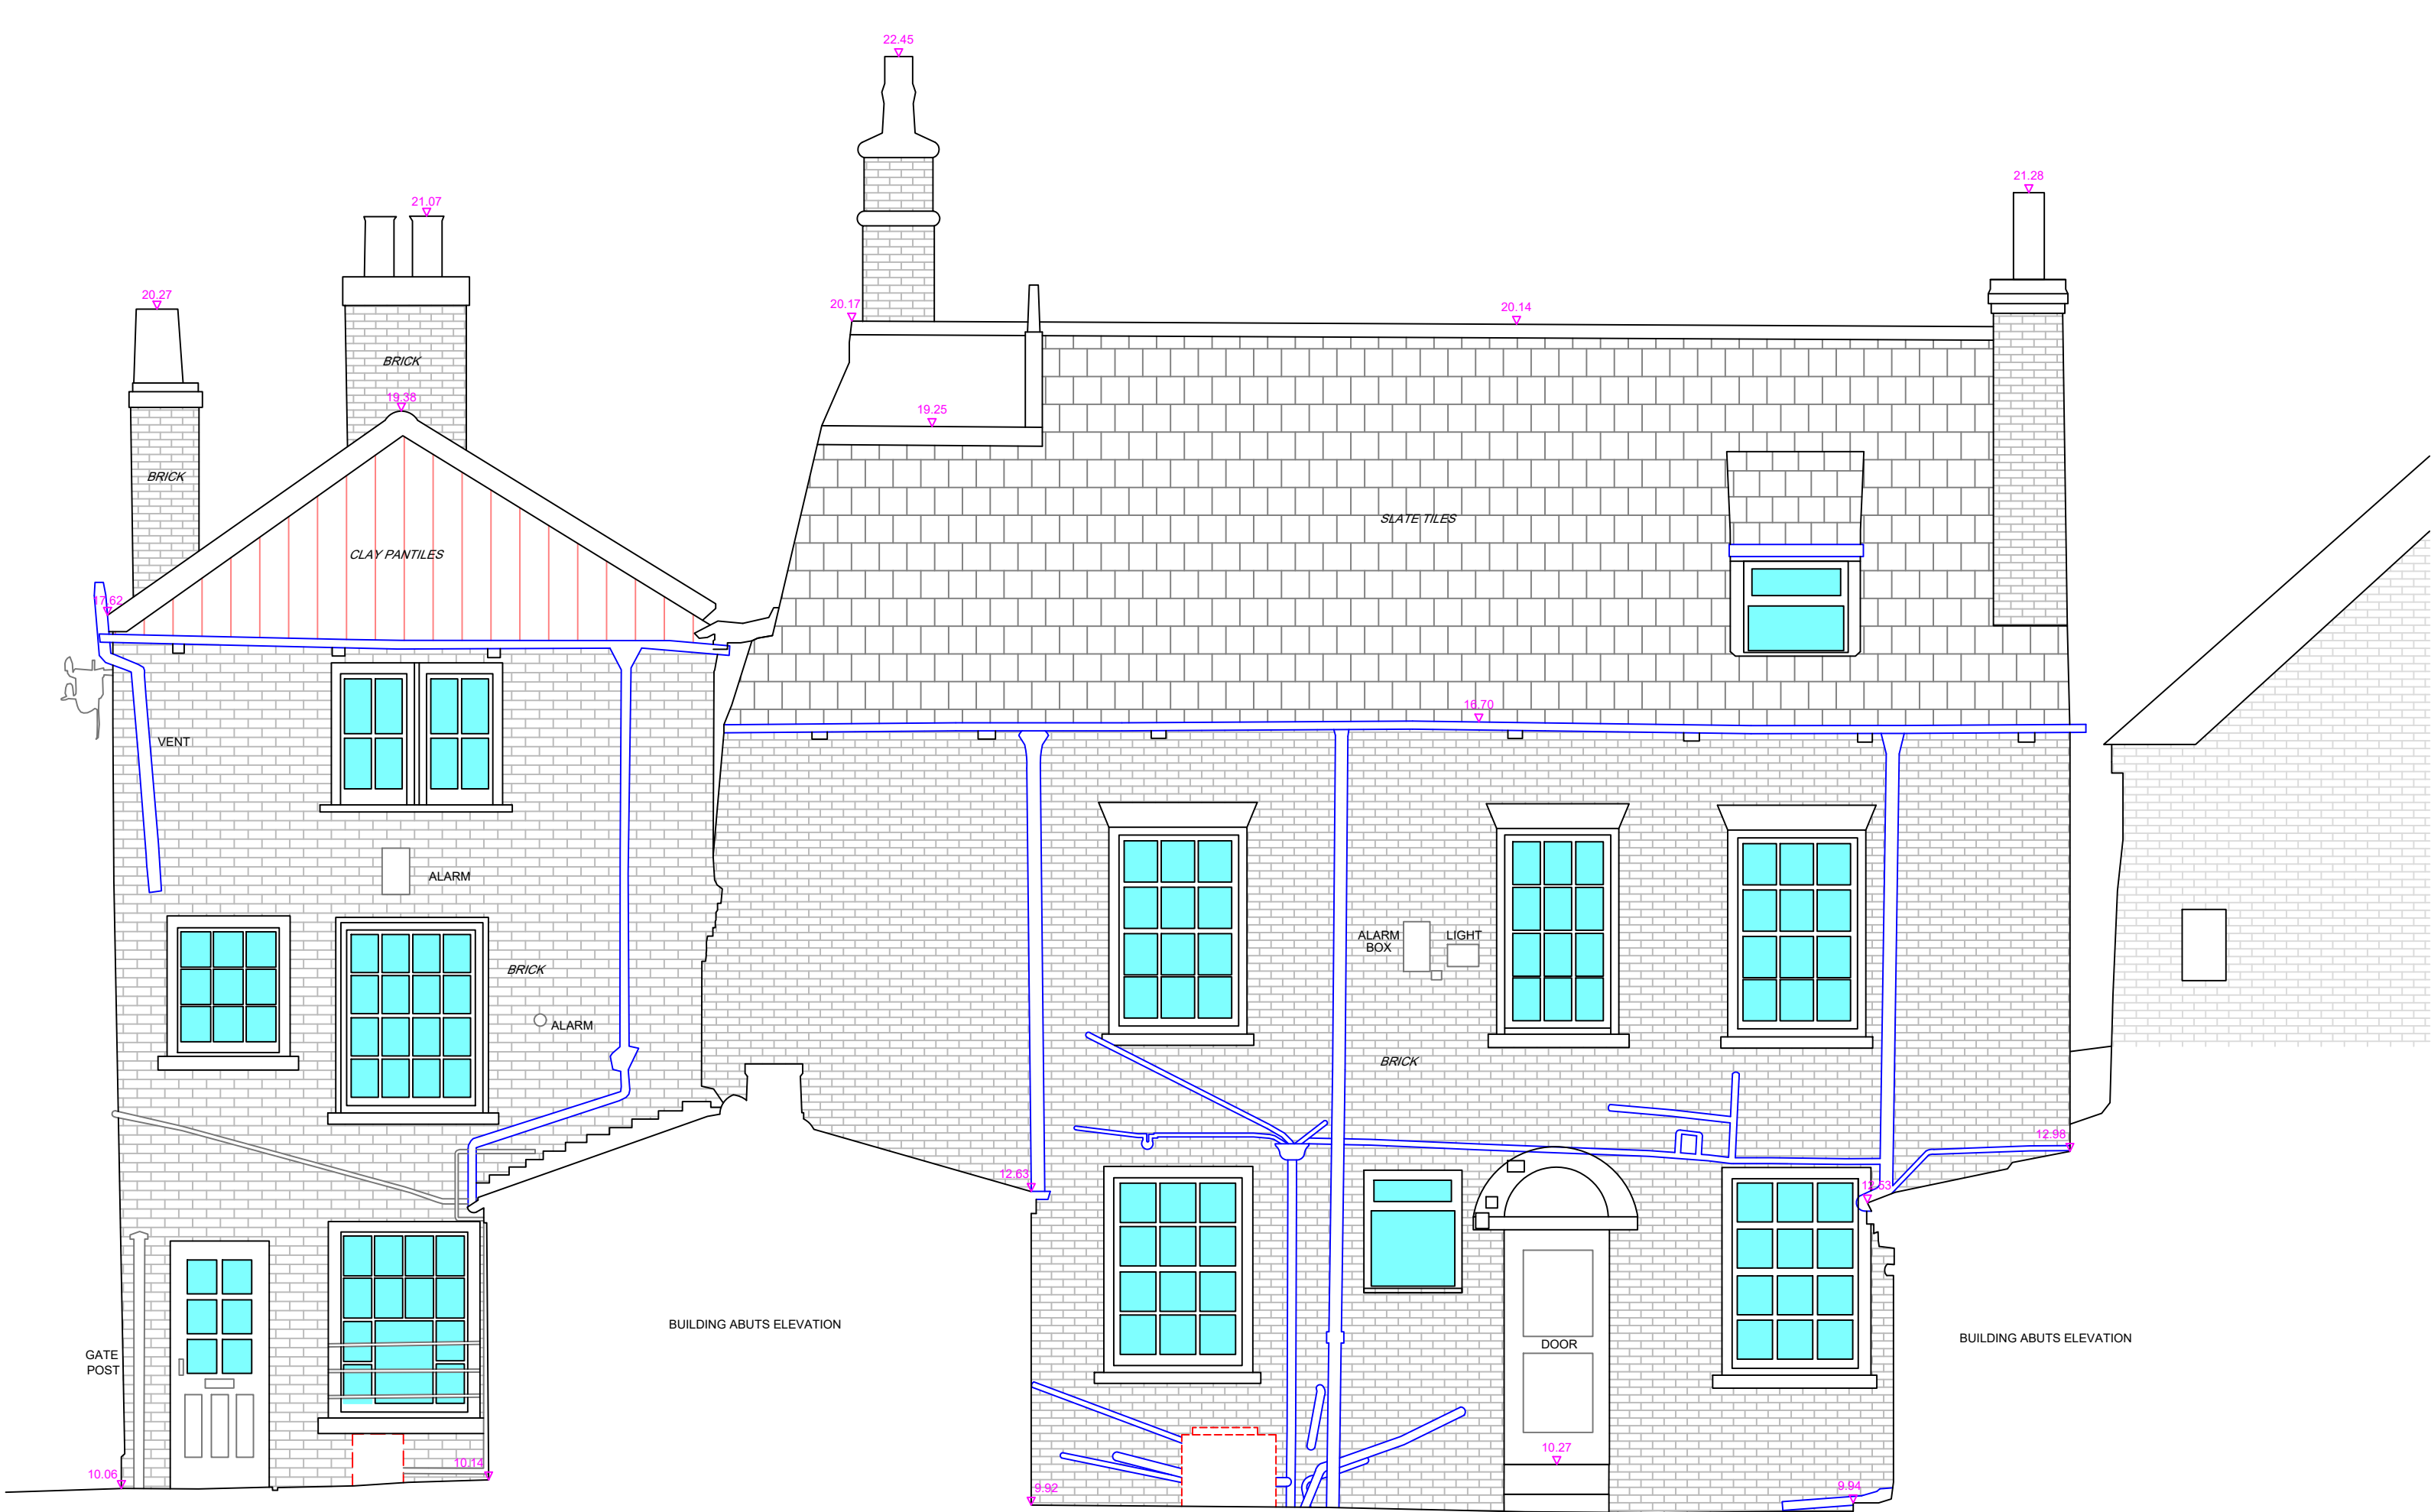 22.45
21.28
21.07
20.27
20.17
20.14
BRICK
19.38
19.25
BRICK
SLATE TILES
CLAY PANTILES
17.62
16.70
VENT
ALARM
ALARM
BOX
LIGHT
BRICK
ALARM
BRICK
12.98
12.63
12.53
BUILDING ABUTS ELEVATION
BUILDING ABUTS ELEVATION
DOOR
GATE
POST
10.27
10.14
10.06
9.92
9.94